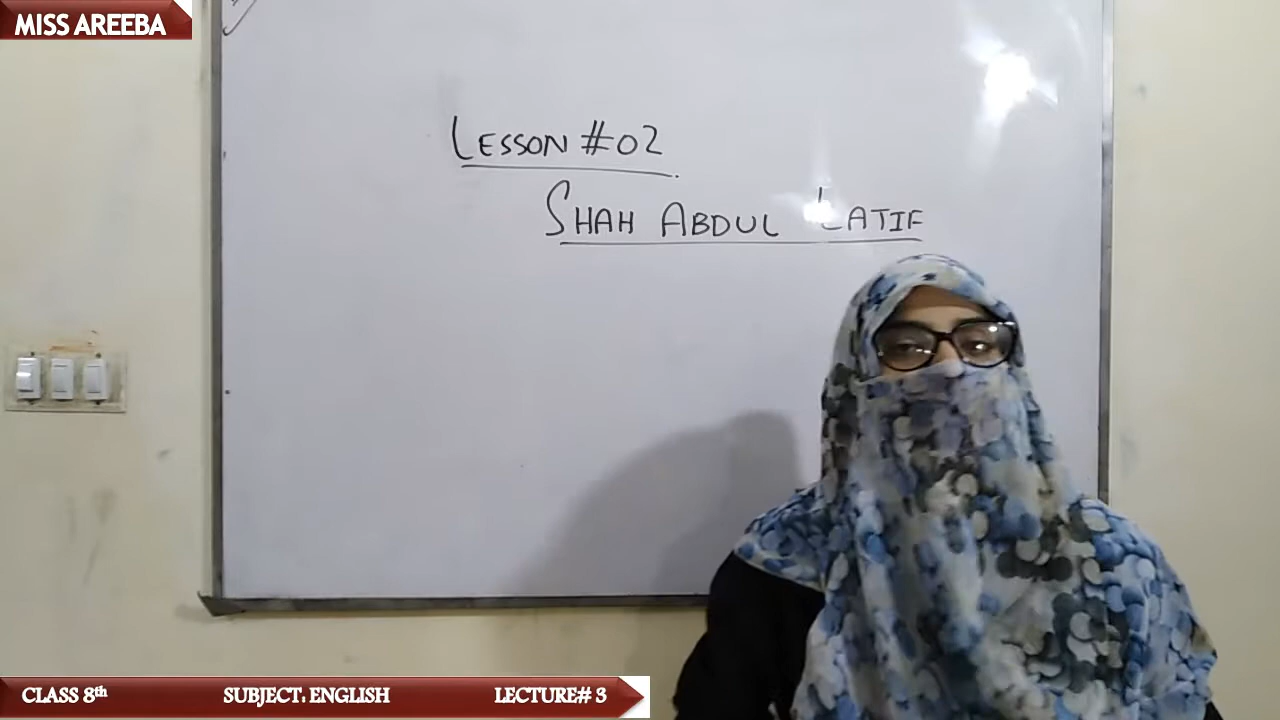 MISS AREEBA
LESSON #02
SHAH ABDUL LATIF
CLASS 8th SUBJECT: ENGLISH LECTURE# 3